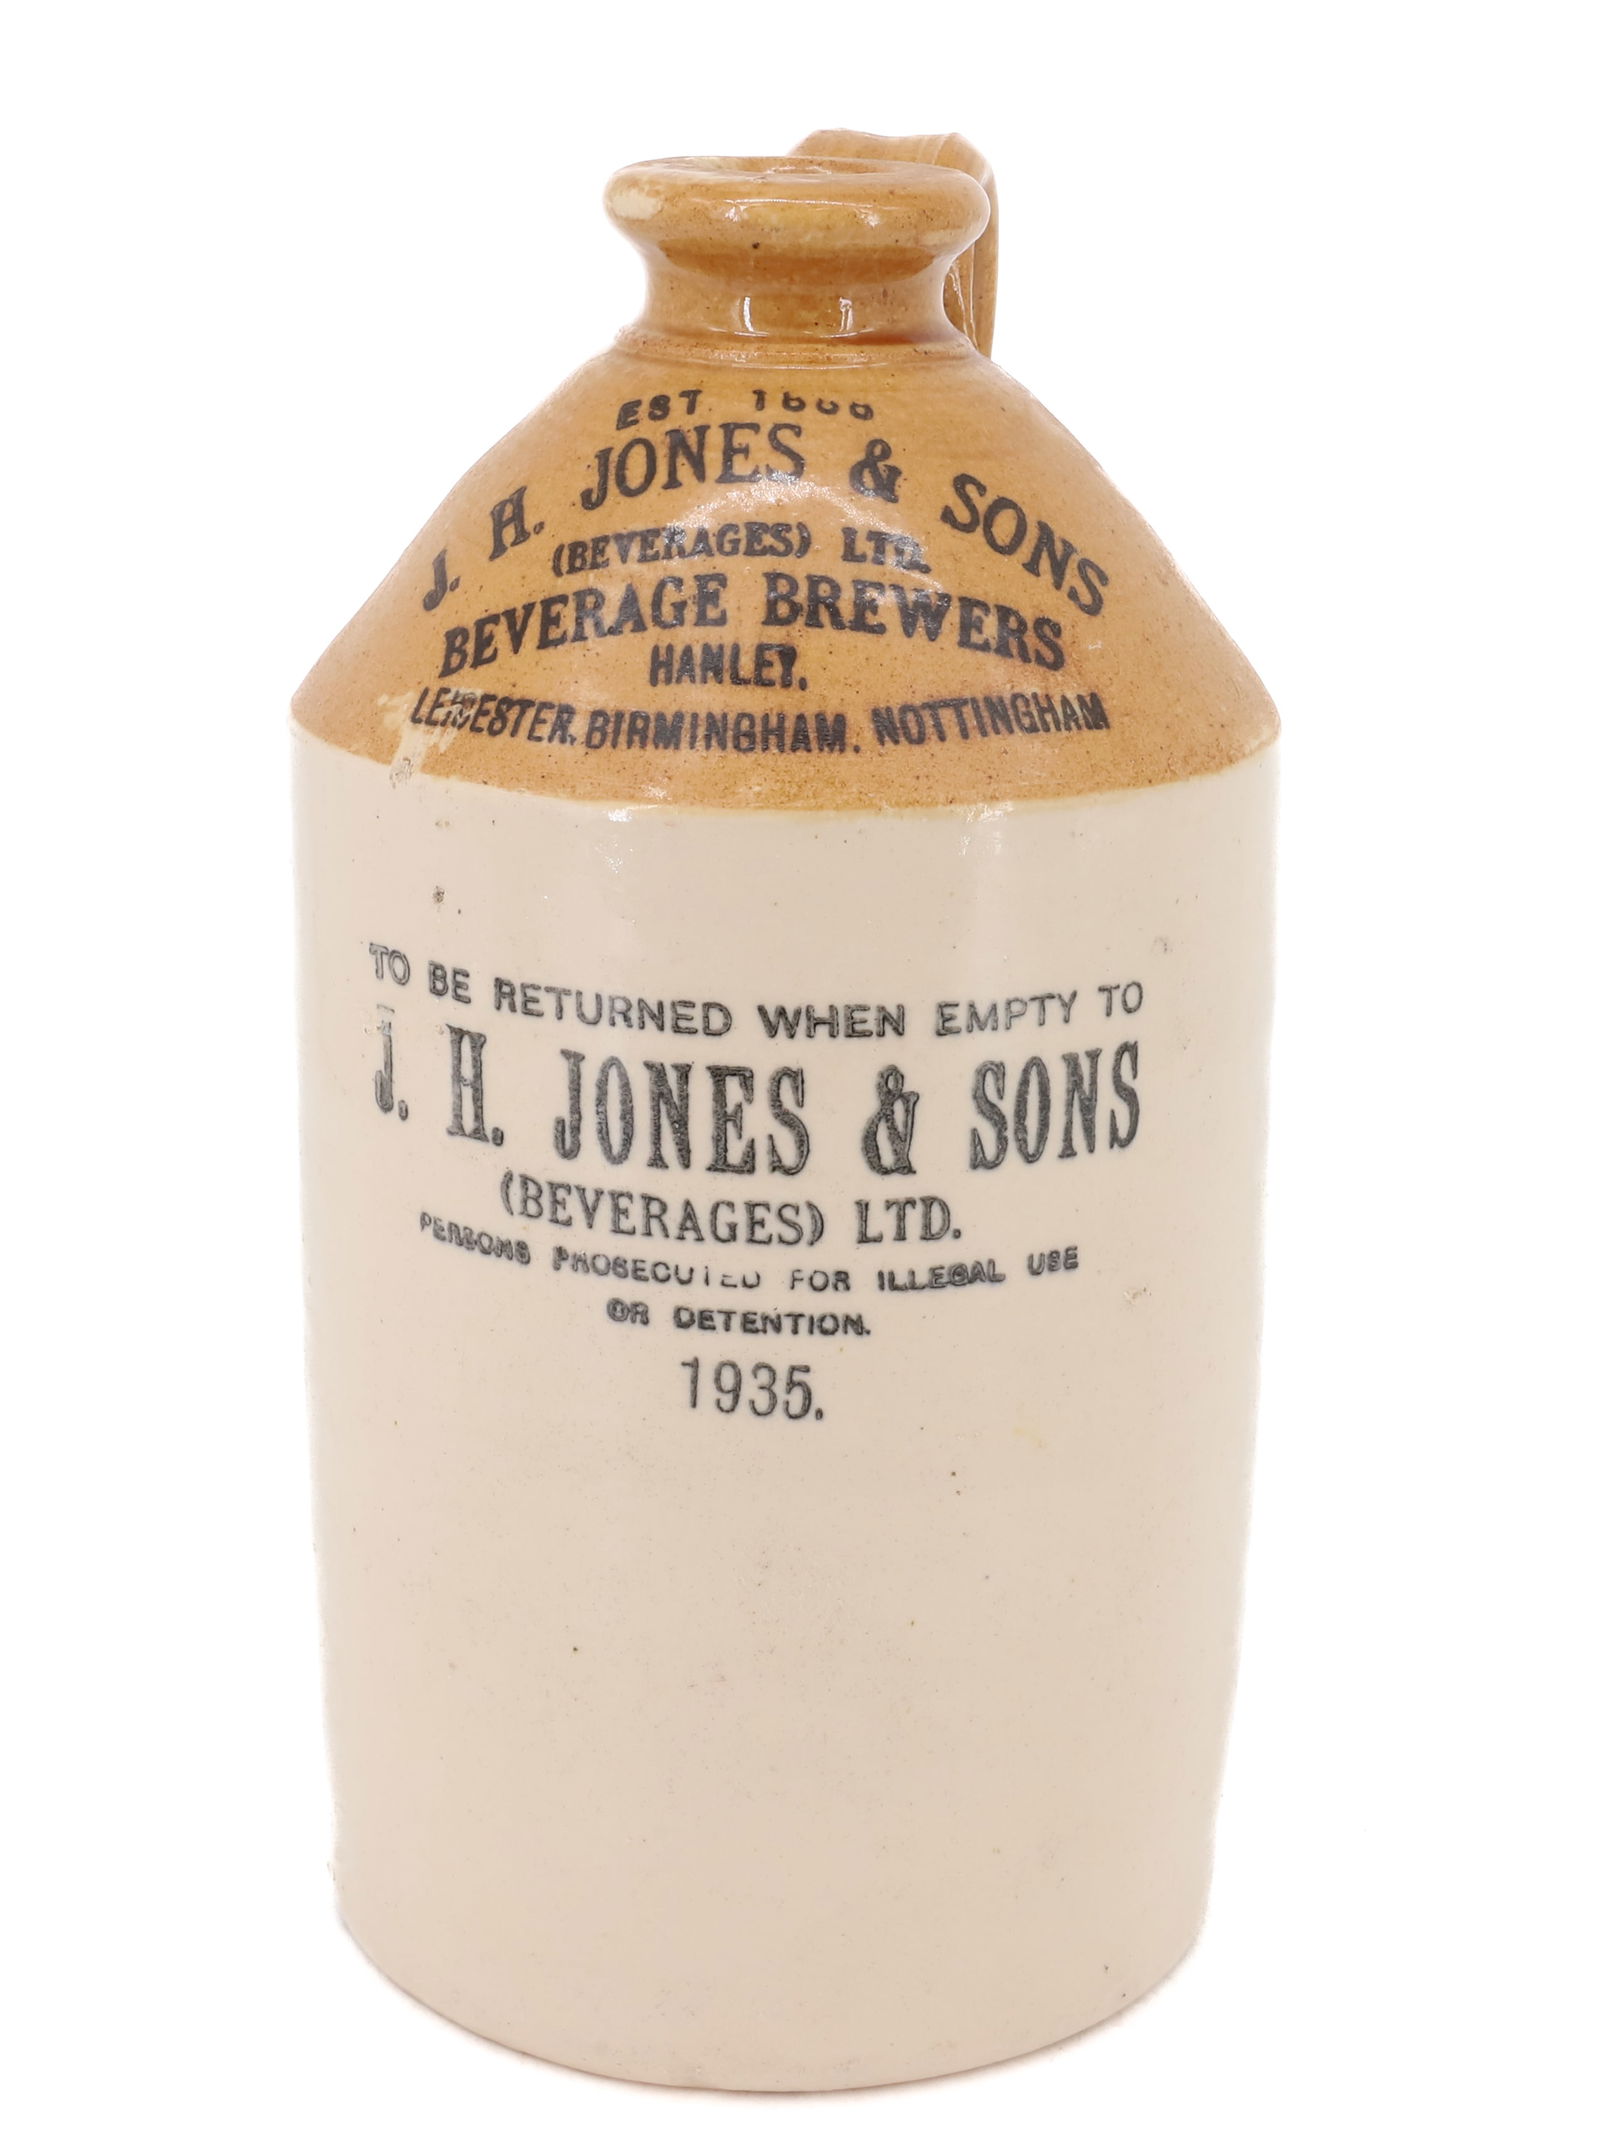 EST
J. H. JONES & SONS
(BEVERAGES) LTD.
BEVERAGE BREWERS
HANLEY.
LEICESTER. BIRMINGHAM. NOTTINGHAM
TO BE RETURNED WHEN EMPTY TO
J. H. JONES & SONS
(BEVERAGES) LTD.
PERSONS PROSECUTED FOR ILLEGAL USE
OR DETENTION.
1935.